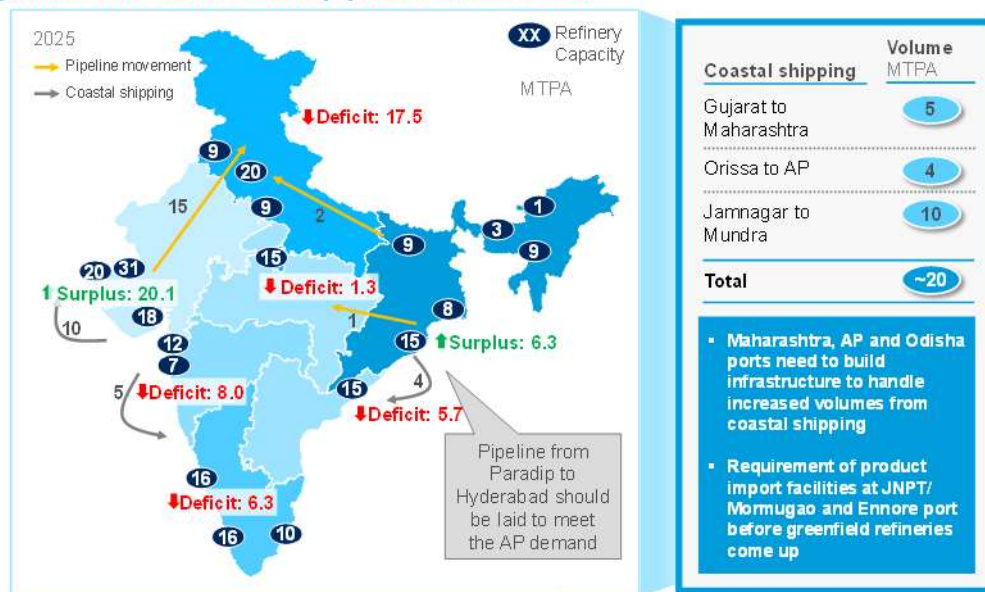 2025
Pipeline movement
Coastal shipping
XX Refinery
Capacity
MTPA
Deficit: 17.5
9
20
15
9
2
1
3
9
9
15
20
31
Deficit: 1.3
Surplus: 20.1
8
1
10
18
15
Surplus: 6.3
12
7
4
15
5
Deficit: 8.0
Deficit: 5.7
Pipeline from
Paradip to
Hyderabad should
be laid to meet
the AP demand
16
Deficit: 6.3
16
10
Volume
Coastal shipping MTPA
Gujarat to
Maharashtra 5
Orissa to AP 4
Jamnagar to
Mundra 10
Total ~20
▪ Maharashtra, AP and Odisha
ports need to build
infrastructure to handle
increased volumes from
coastal shipping
▪ Requirement of product
import facilities at JNPT/
Mormugao and Ennore port
before greenfield refineries
come up